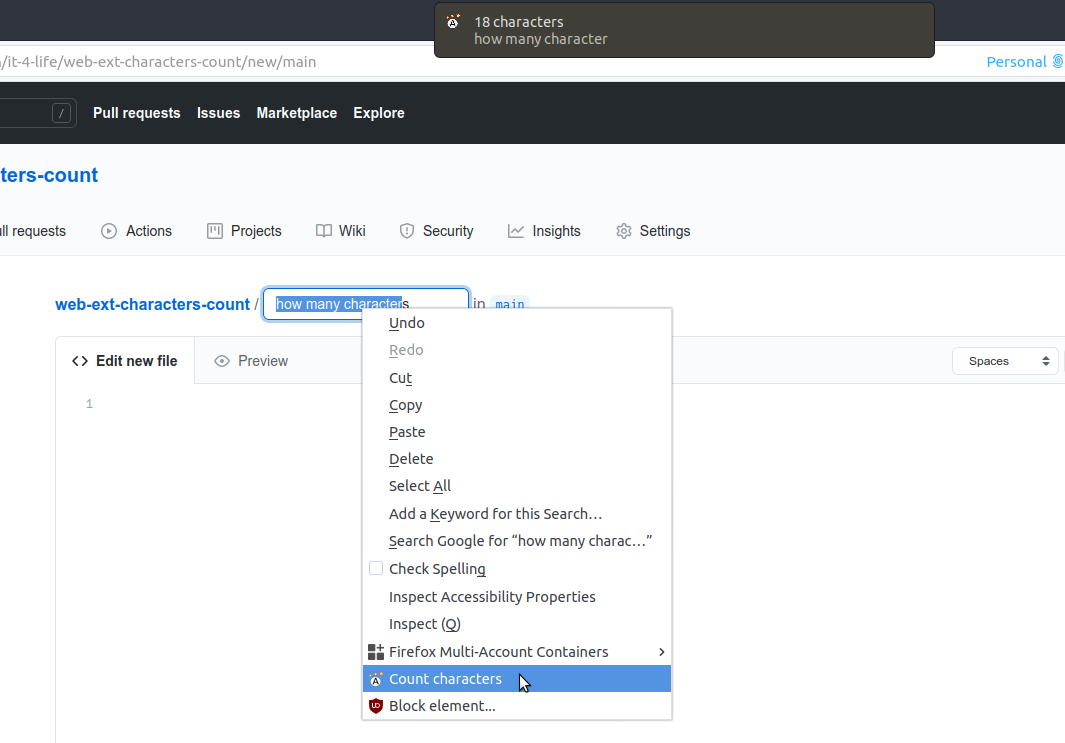 18 characters
how many character
/it-4-life/web-ext-characters-count/new/main
Personal
/
Pull requests Issues Marketplace Explore
ters-count
ull requests Actions Projects Wiki Security Insights Settings
web-ext-characters-count / how many characters in main
Edit new file Preview Spaces
1
Undo
Redo
Cut
Copy
Paste
Delete
Select All
Add a Keyword for this Search…
Search Google for “how many charac…”
Check Spelling
Inspect Accessibility Properties
Inspect (Q)
Firefox Multi-Account Containers
Count characters
Block element…